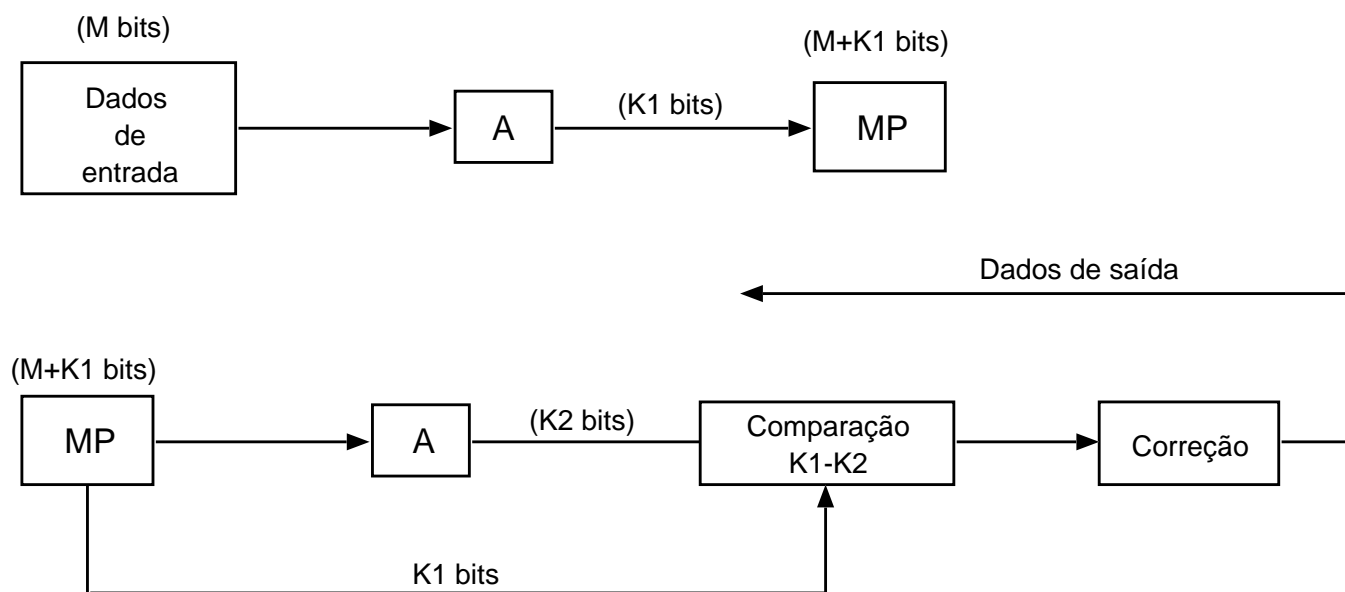 (M bits)
Dados
de
entrada
A
(K1 bits)
(M+K1 bits)
MP
Dados de saída
(M+K1 bits)
MP
A
(K2 bits)
Comparação
K1-K2
Correção
K1 bits